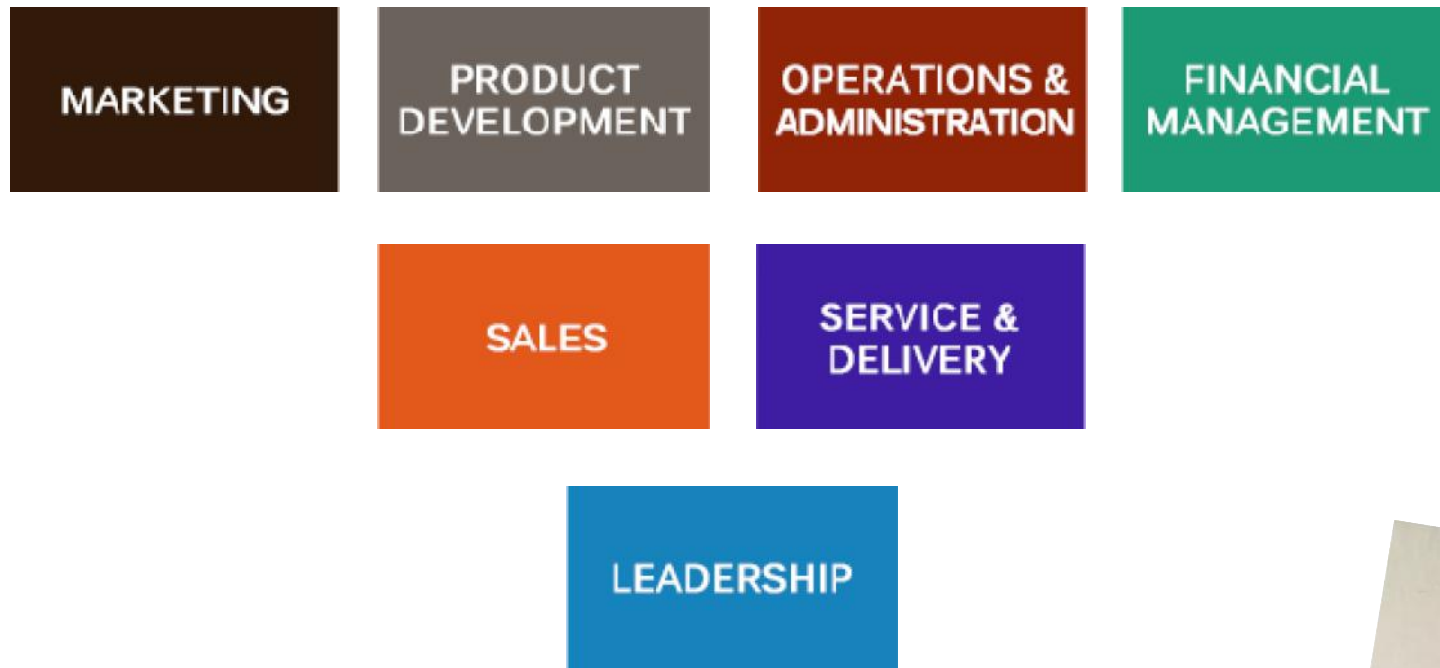 MARKETING
PRODUCT
DEVELOPMENT
OPERATIONS &
ADMINISTRATION
FINANCIAL
MANAGEMENT
SALES
SERVICE &
DELIVERY
LEADERSHIP